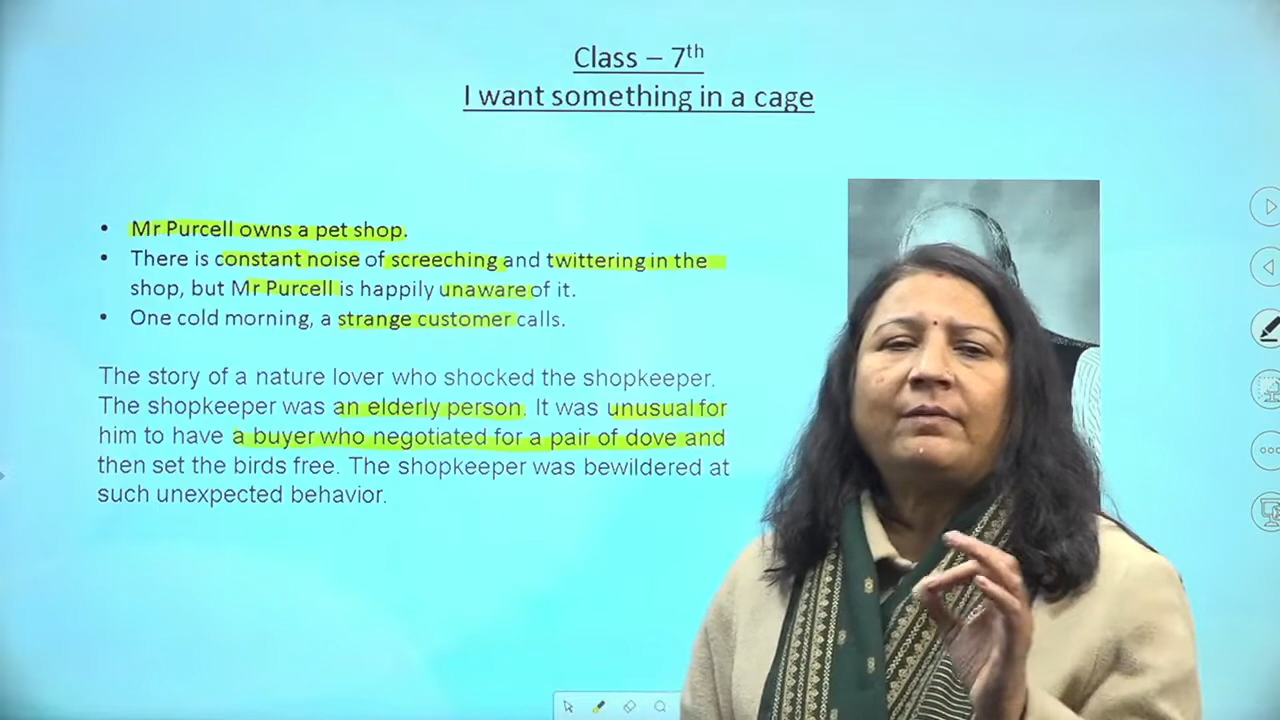 Class – 7th
I want something in a cage
• Mr Purcell owns a pet shop.
• There is constant noise of screeching and twittering in the
shop, but Mr Purcell is happily unaware of it.
• One cold morning, a strange customer calls.
The story of a nature lover who shocked the shopkeeper.
The shopkeeper was an elderly person. It was unusual for
him to have a buyer who negotiated for a pair of dove and
then set the birds free. The shopkeeper was bewildered at
such unexpected behavior.